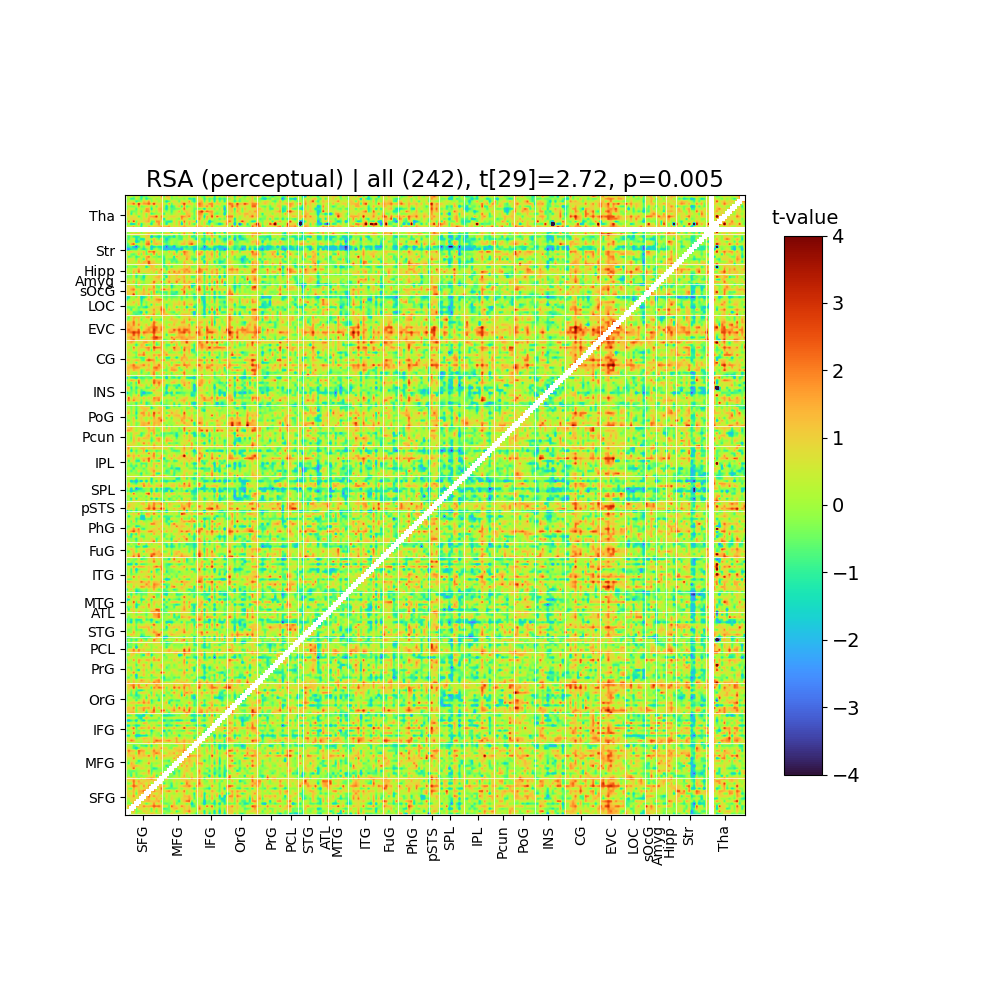 RSA (perceptual) | all (242), t[29]=2.72, p=0.005
t-value
Tha
Str
Hipp
Amyg
sOcG
LOC
EVC
CG
INS
PoG
Pcun
IPL
SPL
pSTS
PhG
FuG
ITG
MTG
ATL
STG
PCL
PrG
OrG
IFG
MFG
SFG
4
3
2
1
0
−1
−2
−3
−4
SFG
MFG
IFG
OrG
PrG
PCL
STG
ATL
MTG
ITG
FuG
PhG
pSTS
SPL
IPL
Pcun
PoG
INS
CG
EVC
LOC
sOcG
Amyg
Hipp
Str
Tha